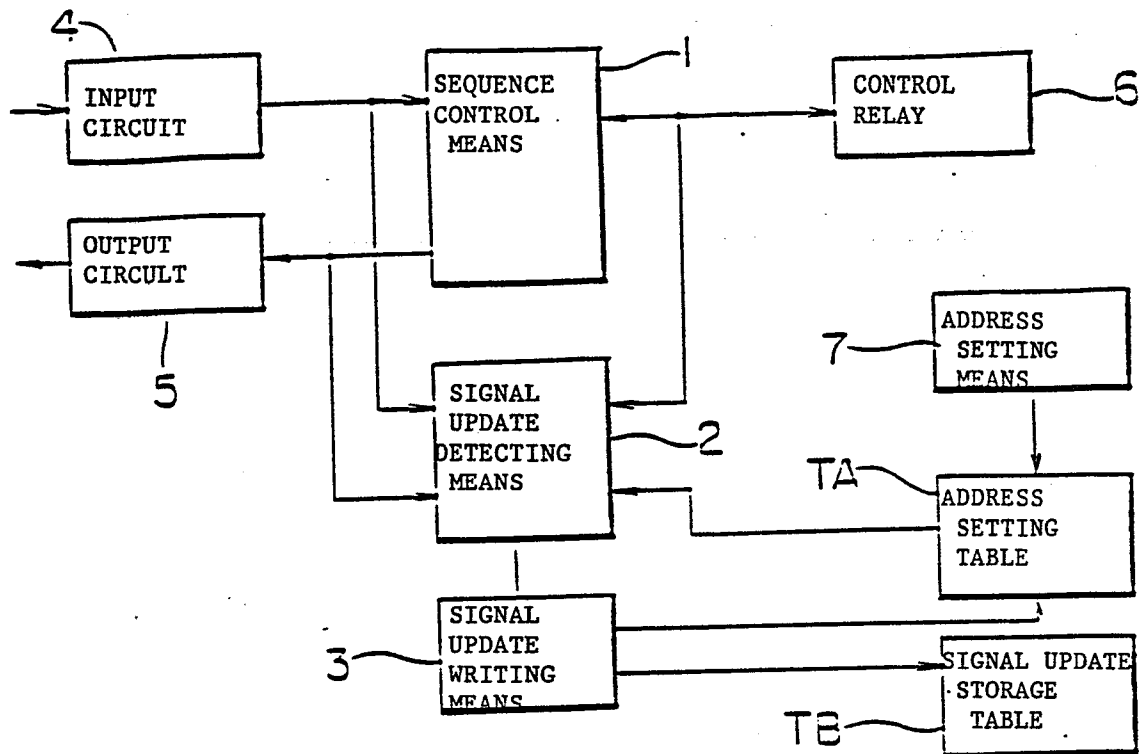 4
INPUT
CIRCUIT
SEQUENCE
CONTROL
MEANS
1
CONTROL
RELAY
6
OUTPUT
CIRCULT
5
ADDRESS
SETTING
MEANS
7
SIGNAL
UPDATE
DETECTING
MEANS
2
TA
ADDRESS
SETTING
TABLE
SIGNAL
UPDATE
WRITING
MEANS
3
SIGNAL UPDATE
STORAGE
TABLE
TB